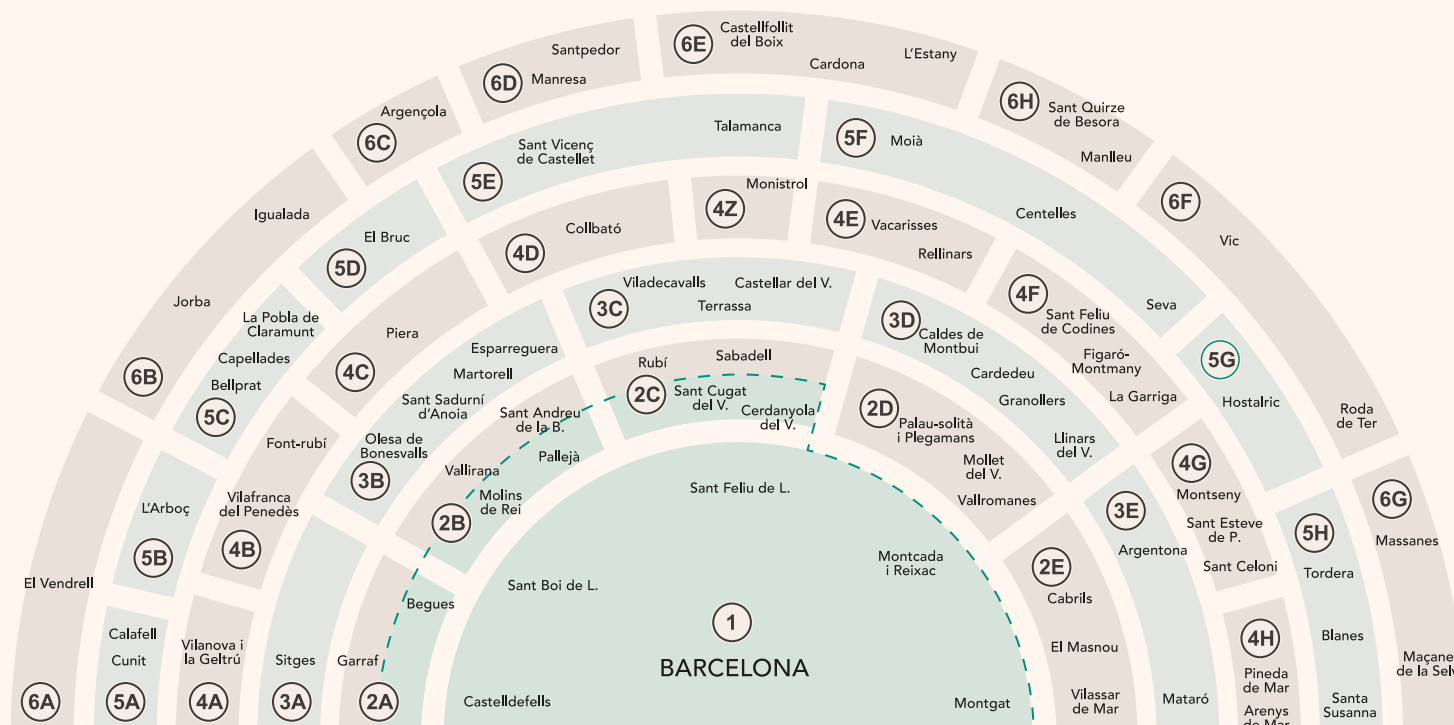 Castellfollit
del Boix
6E
L'Estany
Cardona
Santpedor
6D
Manresa
6H
Sant Quirze
de Besora
Manlleu
Argençola
6C
Talamanca
Sant Vicenç
de Castellet
5E
5F
Moià
Centelles
Seva
6F
Vic
Igualada
El Bruc
5D
Monistrol
4Z
Collbató
4D
4E
Vacarisses
Rellinars
4F
Sant Feliu
de Codines
Figaró-
Montmany
La Garriga
5G
Hostalric
Roda
de Ter
Jorba
6B
La Pobla de
Claramunt
Capellades
Bellprat
5C
Piera
4C
Font-rubí
Vilafranca
del Penedès
4B
Viladecavalls
Castellar del V.
3C
Terrassa
3D
Caldes de
Montbui
Cardedeu
Granollers
Llinars
del V.
Esparreguera
Martorell
Sant Sadurní
d'Anoia
Olesa de
Bonesvalls
3B
Rubí
Sabadell
2C
Sant Cugat
del V.
Cerdanyola
del V.
2D
Palau-solità
i Plegamans
Mollet
del V.
Vallromanes
Sant Andreu
de la B.
Pallejà
Vallirana
Molins
de Rei
2B
4G
Montseny
Sant Esteve
de P.
Sant Celoni
6G
Massanes
L'Arboç
5B
3E
Argentona
5H
Tordera
Blanes
Santa
Susanna
El Vendrell
6A
Calafell
Cunit
5A
Vilanova i
la Geltrú
4A
Sitges
3A
Begues
Garraf
2A
Sant Feliu de L.
Montcada
i Reixac
Sant Boi de L.
1
BARCELONA
Castelldefells
Montgat
2E
Cabrils
El Masnou
Vilassar
de Mar
Mataró
4H
Pineda
de Mar
Arenys
de Mar
Maçane
de la Selv